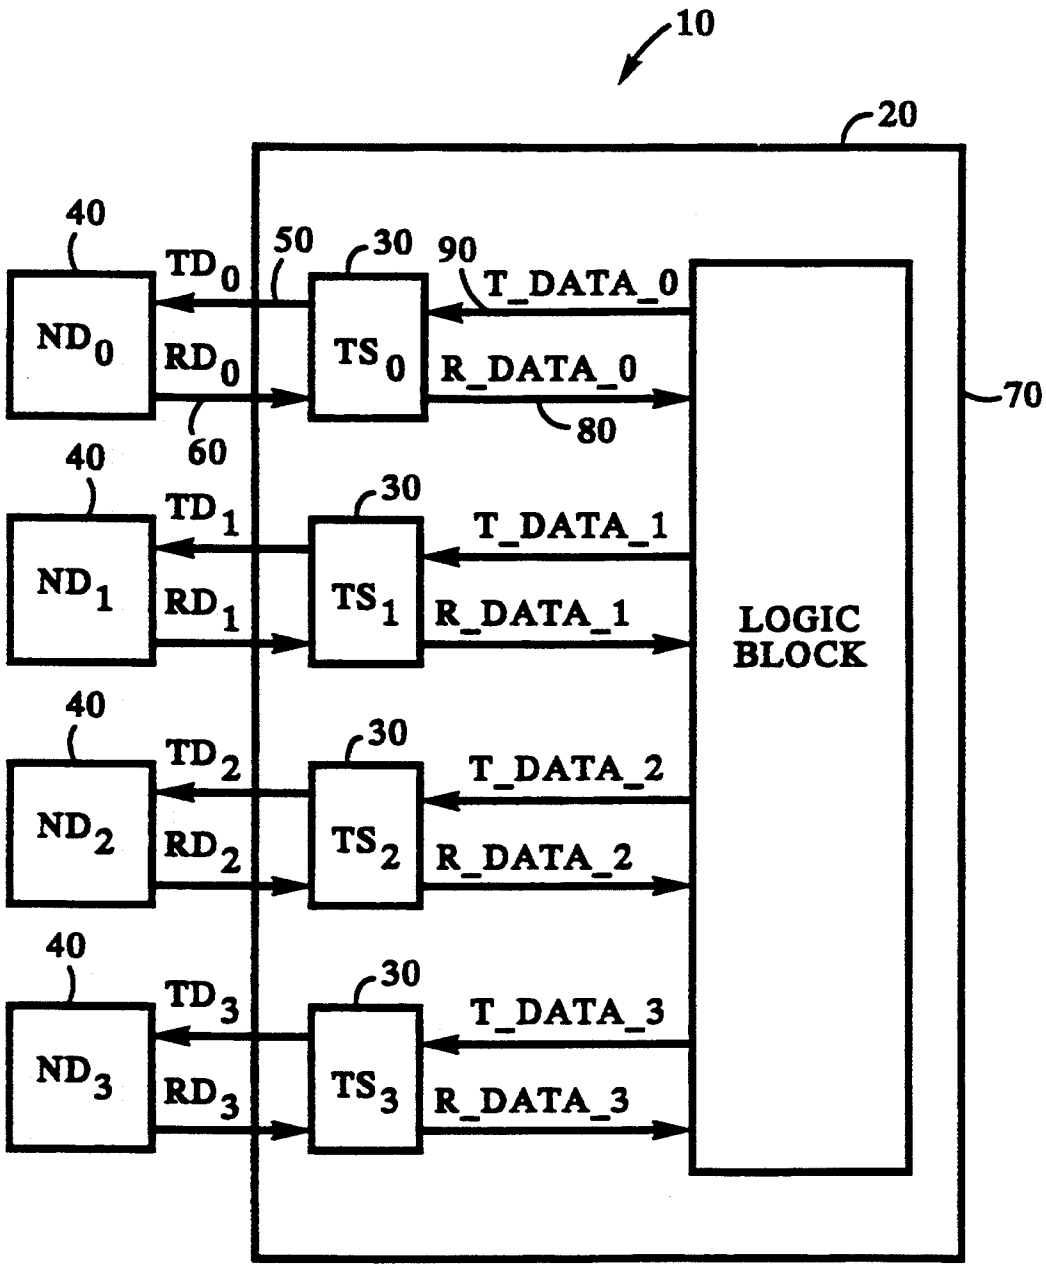 10
20
40
TD0
50
30
90
T_DATA_0
ND0
TS0
RD0
R_DATA_0
70
60
80
40
TD1
30
T_DATA_1
ND1
TS1
RD1
R_DATA_1
LOGIC
BLOCK
40
TD2
30
T_DATA_2
ND2
TS2
RD2
R_DATA_2
40
TD3
30
T_DATA_3
ND3
TS3
RD3
R_DATA_3